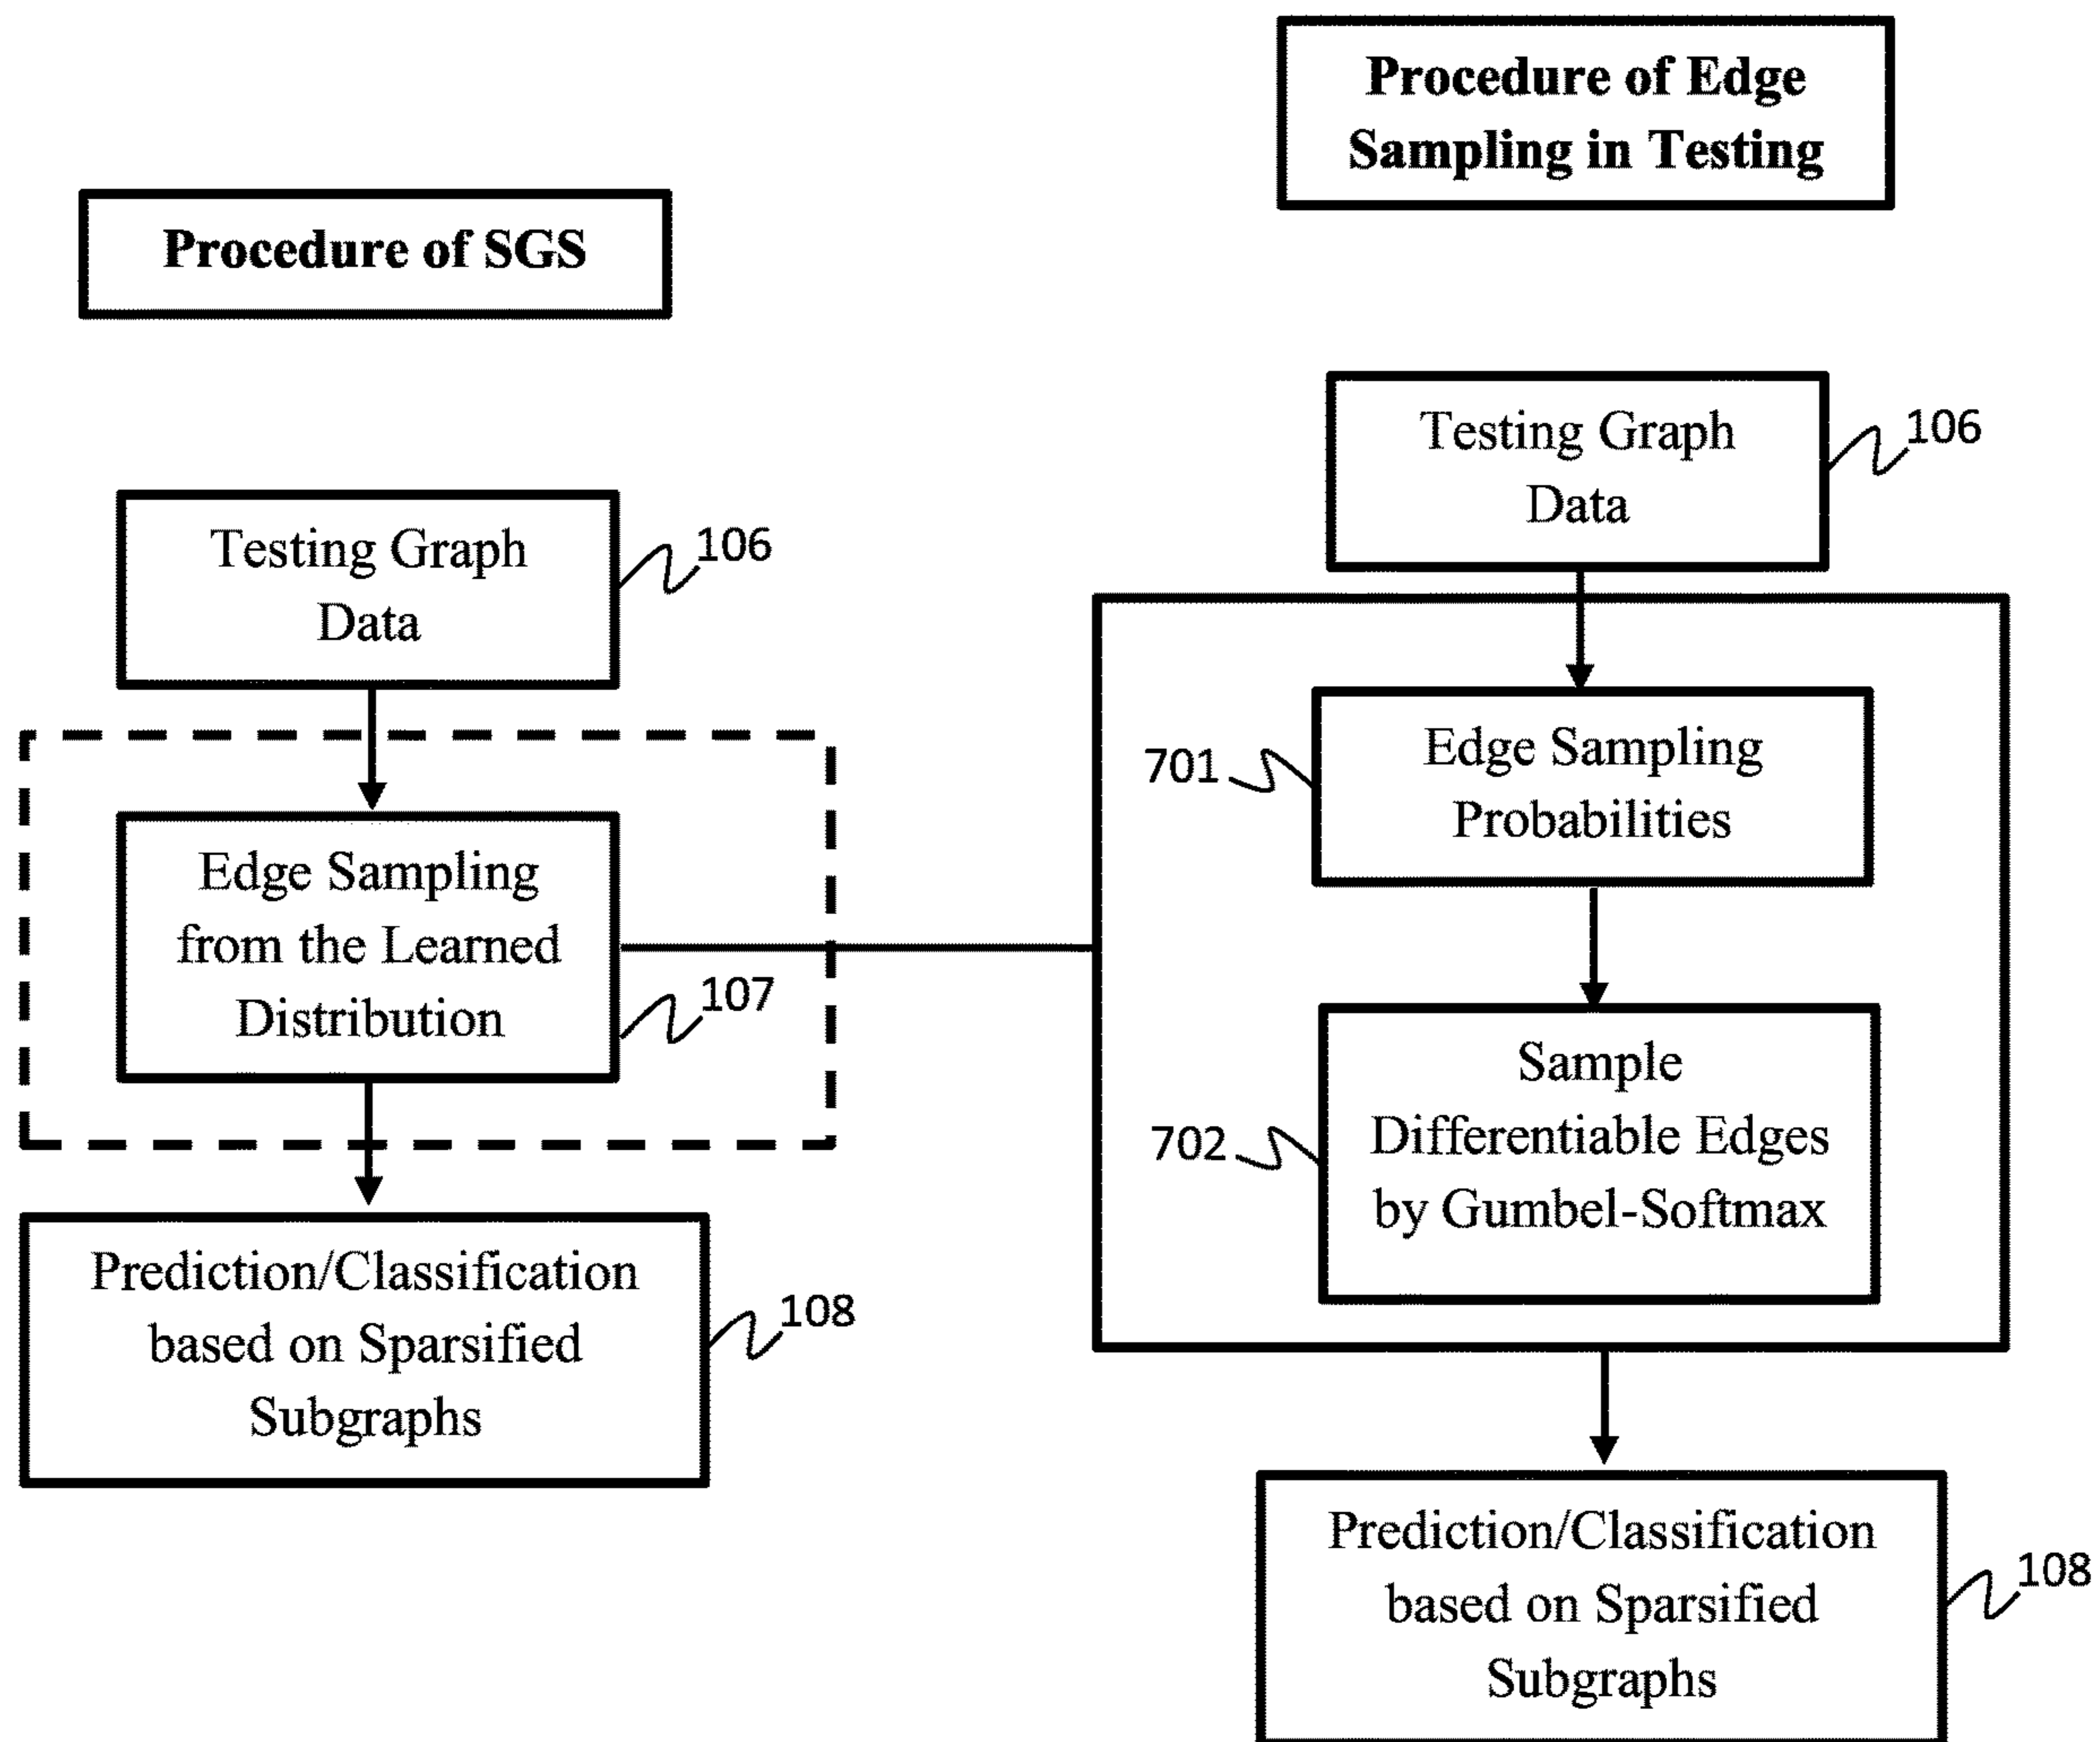 Procedure of SGS
Testing Graph
Data
106
Edge Sampling
from the Learned
Distribution
107
Prediction/Classification
based on Sparsified
Subgraphs
108
Procedure of Edge
Sampling in Testing
Testing Graph
Data
106
701
Edge Sampling
Probabilities
702
Sample
Differentiable Edges
by Gumbel-Softmax
Prediction/Classification
based on Sparsified
Subgraphs
108